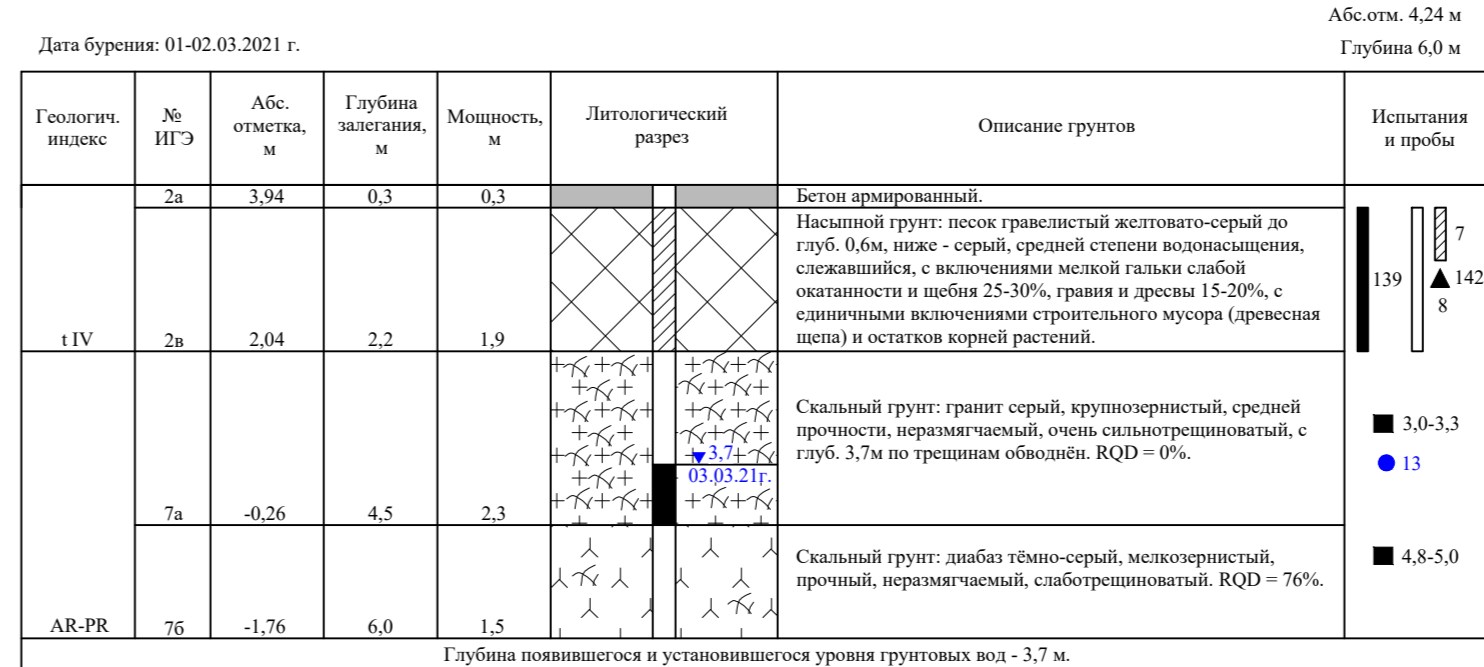 Абс.отм. 4,24 м
Дата бурения: 01-02.03.2021 г.
Глубина 6,0 м
Геологич.
индекс
№
ИГЭ
Абс.
отметка,
м
Глубина
залегания,
м
Мощность,
м
Литологический
разрез
Описание грунтов
Испытания
и пробы
2а 3,94 0,3 0,3 Бетон армированный.
Насыпной грунт: песок гравелистый желтовато-серый до
глуб. 0,6м, ниже - серый, средней степени водонасыщения,
слежавшийся, с включениями мелкой гальки слабой
окатанности и щебня 25-30%, гравия и дресвы 15-20%, с
единичными включениями строительного мусора (древесная
щепа) и остатков корней растений.
t IV 2в 2,04 2,2 1,9
7
139
142
8
Скальный грунт: гранит серый, крупнозернистый, средней
прочности, неразмягчаемый, очень сильнотрещиноватый, с
глуб. 3,7м по трещинам обводнён. RQD = 0%.
3,0-3,3
13
3,7
03.03.21г.
7а -0,26 4,5 2,3
Скальный грунт: диабаз тёмно-серый, мелкозернистый,
прочный, неразмягчаемый, слаботрещиноватый. RQD = 76%.
4,8-5,0
AR-PR 7б -1,76 6,0 1,5
Глубина появившегося и установившегося уровня грунтовых вод - 3,7 м.